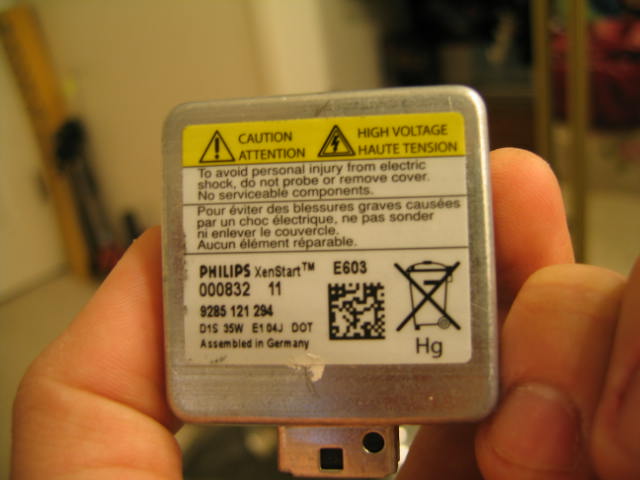 CAUTION
ATTENTION
HIGH VOLTAGE
HAUTE TENSION
To avoid personal injury from electric
shock, do not probe or remove cover.
No serviceable components.
Pour éviter des blessures graves causées
par un choc électrique, ne pas sonder
ni enlever le couvercle.
Aucun élément réparable.
PHILIPS XenStart™ E603
000832 11
9285 121 294
D1S 35W E1 04J DOT
Assembled in Germany
Hg